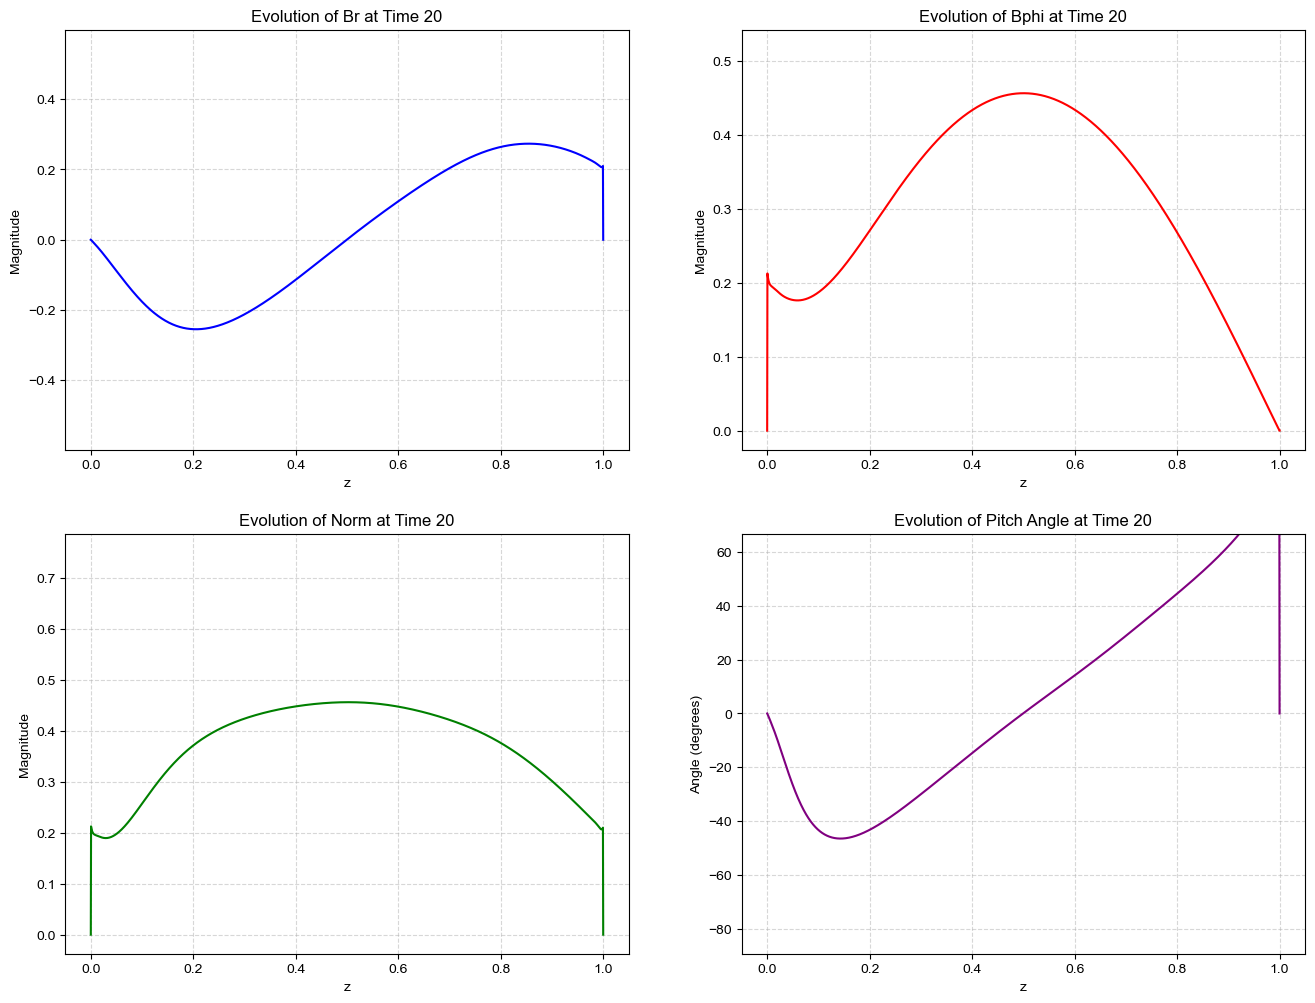 Evolution of Br at Time 20
Magnitude
0.4
0.2
0.0
−0.2
−0.4
0.0 0.2 0.4 0.6 0.8 1.0
z
Evolution of Bphi at Time 20
Magnitude
0.5
0.4
0.3
0.2
0.1
0.0
0.0 0.2 0.4 0.6 0.8 1.0
z
Evolution of Norm at Time 20
Magnitude
0.7
0.6
0.5
0.4
0.3
0.2
0.1
0.0
0.0 0.2 0.4 0.6 0.8 1.0
z
Evolution of Pitch Angle at Time 20
Angle (degrees)
60
40
20
0
−20
−40
−60
−80
0.0 0.2 0.4 0.6 0.8 1.0
z